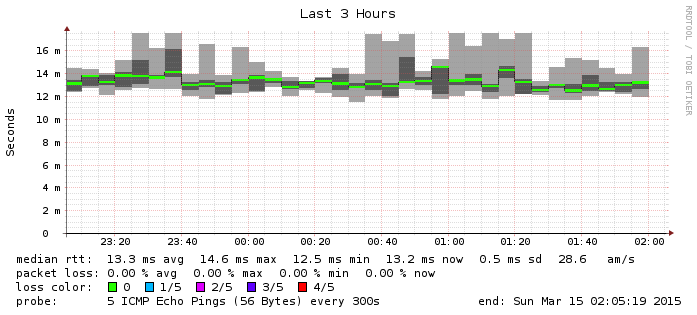 Last 3 Hours
RRDTOOL / TOBI OETIKER
Seconds
16 m
14 m
12 m
10 m
8 m
6 m
4 m
2 m
0
23:20 23:40 00:00 00:20 00:40 01:00 01:20 01:40 02:00
median rtt: 13.3 ms avg 14.6 ms max 12.5 ms min 13.2 ms now 0.5 ms sd 28.6 am/s
packet loss: 0.00 % avg 0.00 % max 0.00 % min 0.00 % now
loss color: 0 1/5 2/5 3/5 4/5
probe: 5 ICMP Echo Pings (56 Bytes) every 300s end: Sun Mar 15 02:05:19 2015